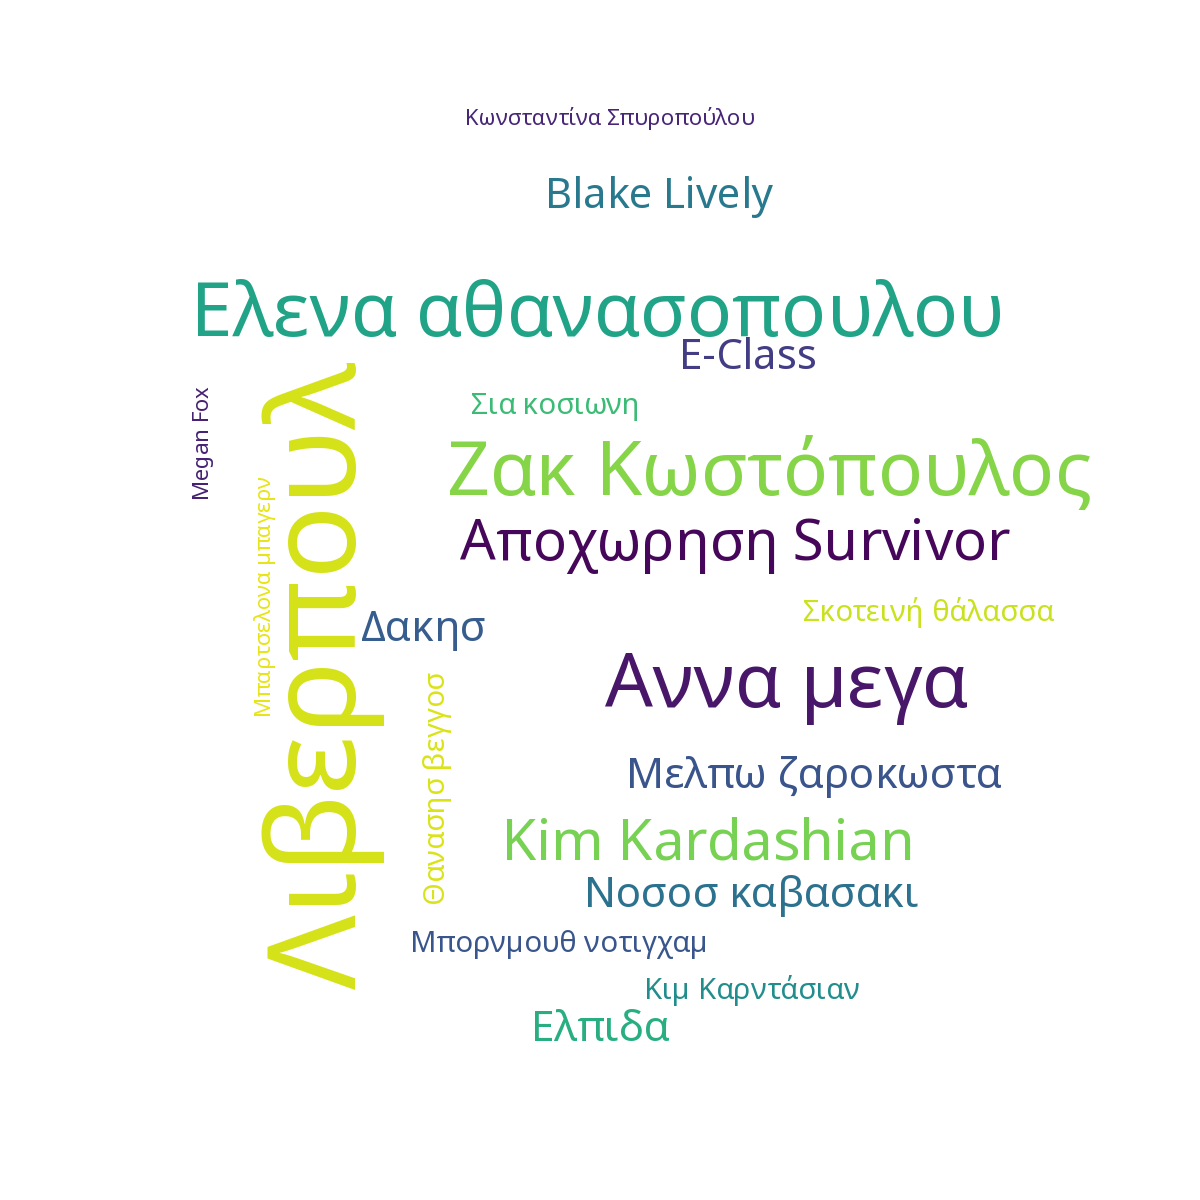 Κωνσταντίνα Σπυροπούλου
Blake Lively
Ελενα αθανασοπουλου
E-Class
Megan Fox
Σια κοσιωνη
Ζακ Κωστόπουλος
Μπαρτσελονα μπαγερν
Λιβερπουλ
Αποχωρηση Survivor
Δακησ
Σκοτεινή θάλασσα
Αννα μεγα
Θανασησ βεγγοσ
Μελπω ζαροκωστα
Kim Kardashian
Νοσοσ καβασακι
Μπορνμουθ νοτιγχαμ
Κιμ Καρντάσιαν
Ελπιδα